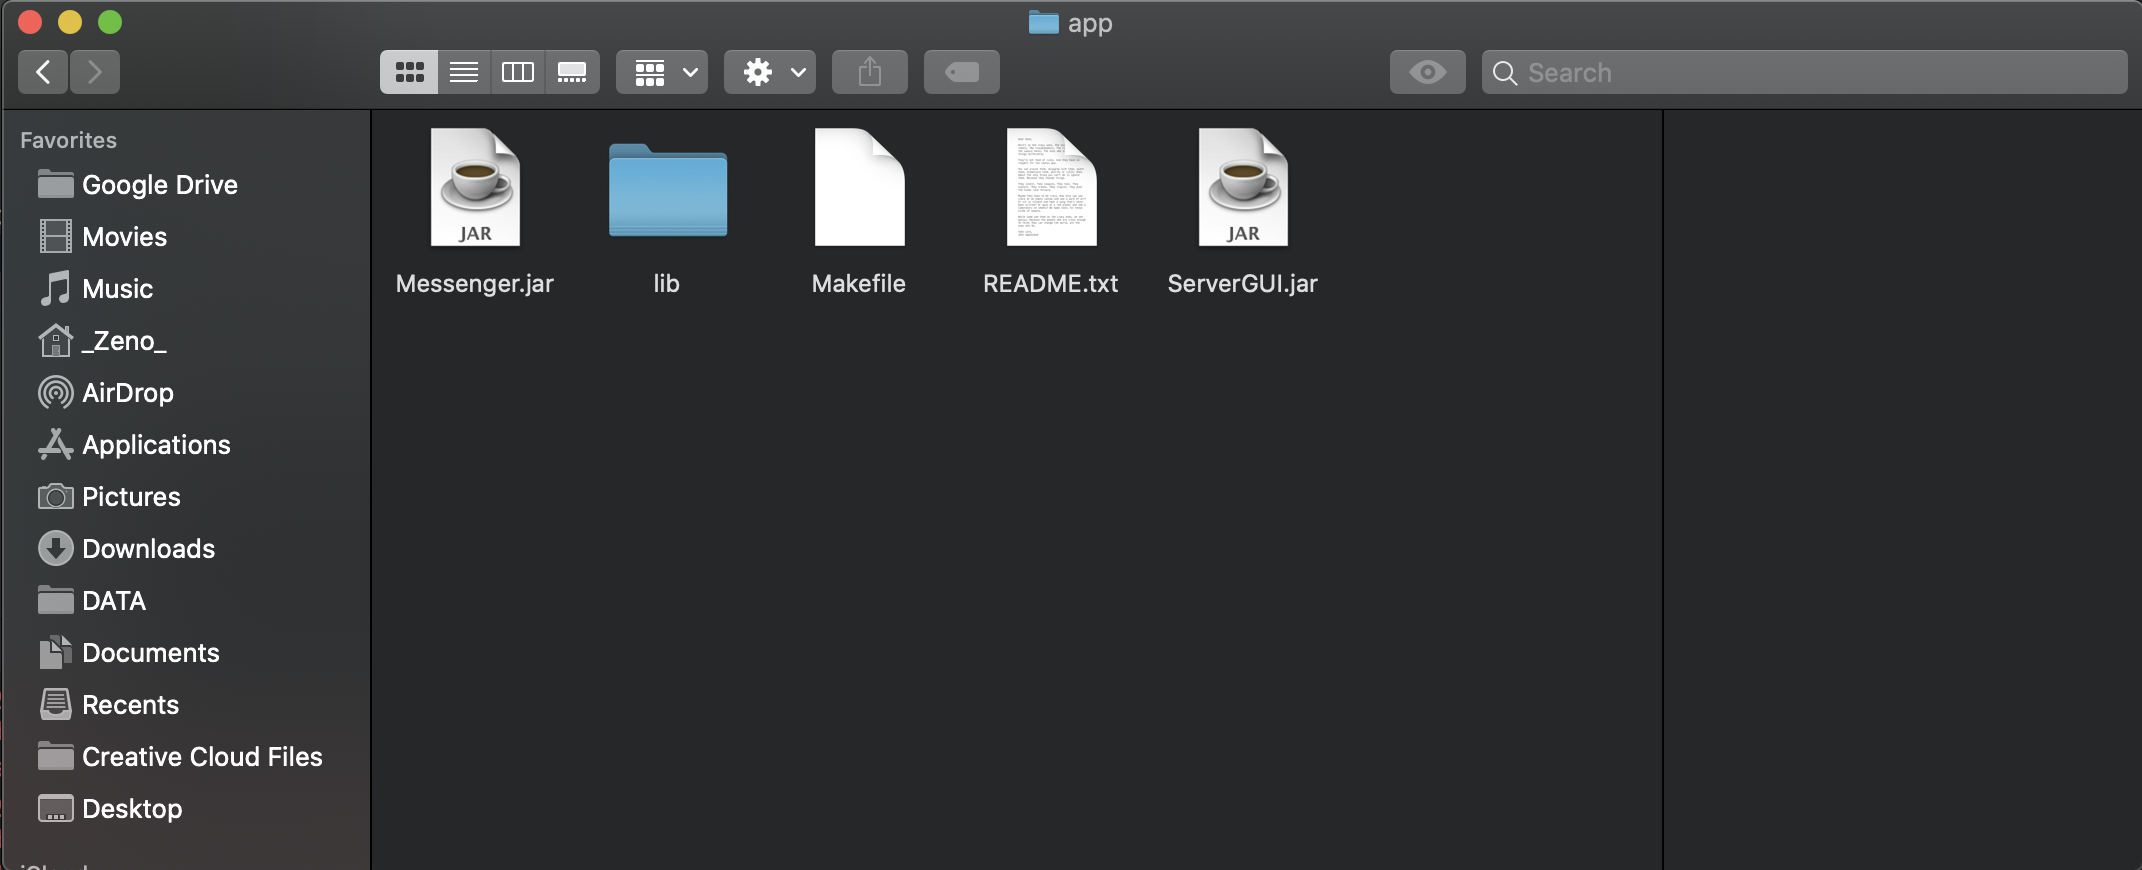 app
Search
Favorites
Google Drive
Movies
Music
_Zeno_
AirDrop
Applications
Pictures
Downloads
DATA
Documents
Recents
Creative Cloud Files
Desktop
JAR
JAR
Messenger.jar
lib
Makefile
README.txt
ServerGUI.jar